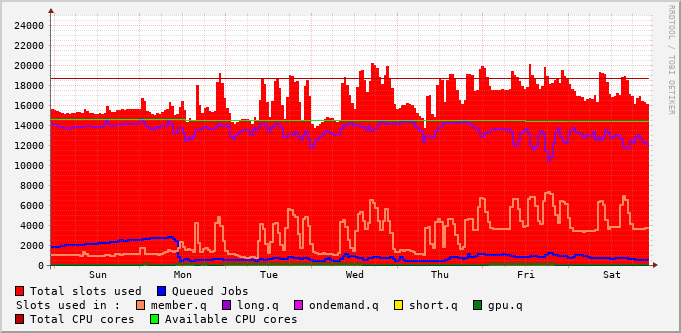 RRDTOOL / TOBI OETIKER
24000
22000
20000
18000
16000
14000
12000
10000
8000
6000
4000
2000
0
Sun Mon Tue Wed Thu Fri Sat
Total slots used Queued Jobs
Slots used in : member.q long.q ondemand.q short.q gpu.q
Total CPU cores Available CPU cores